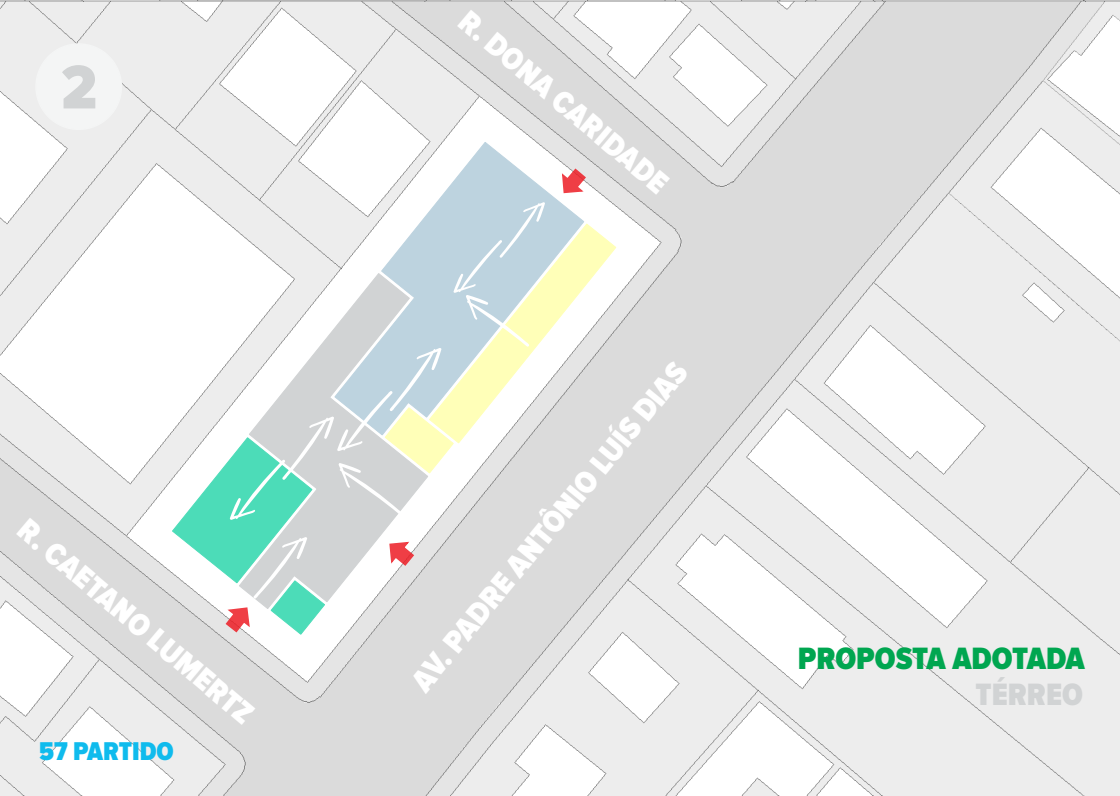 2
R. DONA CARIDADE
AV. PADRE ANTÔNIO LUÍS DIAS
R. CAETANO LUMERTZ
PROPOSTA ADOTADA
TÉRREO
57 PARTIDO